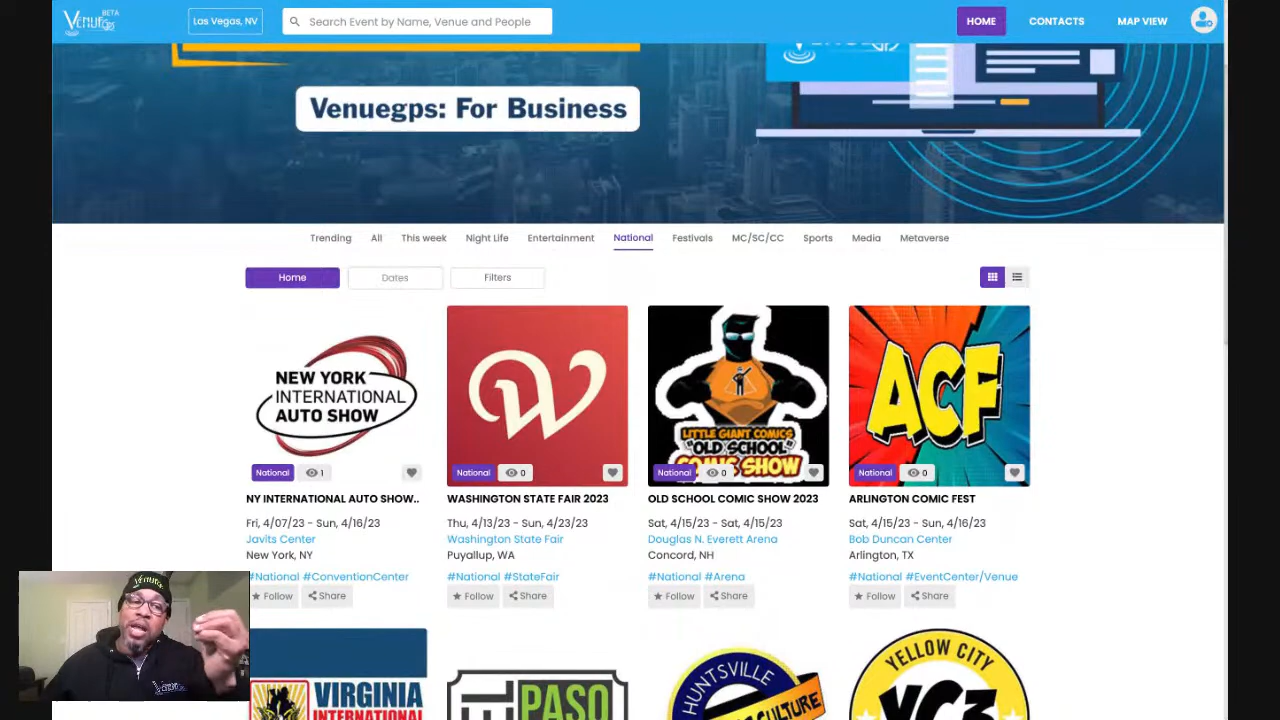 VENUEGPS
BETA
Las Vegas, NV
Search Event by Name, Venue and People
HOME
CONTACTS
MAP VIEW
Venuegps: For Business
Trending
All
This week
Night Life
Entertainment
National
Festivals
MC/SC/CC
Sports
Media
Metaverse
Home
Dates
Filters
NEW YORK
INTERNATIONAL
AUTO SHOW
W
LITTLE GIANT COMICS
"OLD SCHOOL"
COMIC SHOW
ACF
National
1
National
0
National
0
National
0
NY INTERNATIONAL AUTO SHOW..
Fri, 4/07/23 - Sun, 4/16/23
Javits Center
New York, NY
#National #ConventionCenter
Follow
Share
WASHINGTON STATE FAIR 2023
Thu, 4/13/23 - Sun, 4/23/23
Washington State Fair
Puyallup, WA
#National #StateFair
Follow
Share
OLD SCHOOL COMIC SHOW 2023
Sat, 4/15/23 - Sat, 4/15/23
Douglas N. Everett Arena
Concord, NH
#National #Arena
Follow
Share
ARLINGTON COMIC FEST
Sat, 4/15/23 - Sun, 4/16/23
Bob Duncan Center
Arlington, TX
#National #EventCenter/Venue
Follow
Share
VIRGINIA
INTERNATIONAL
PASO
HUNTSVILLE
CULTURE
YELLOW CITY
YC3